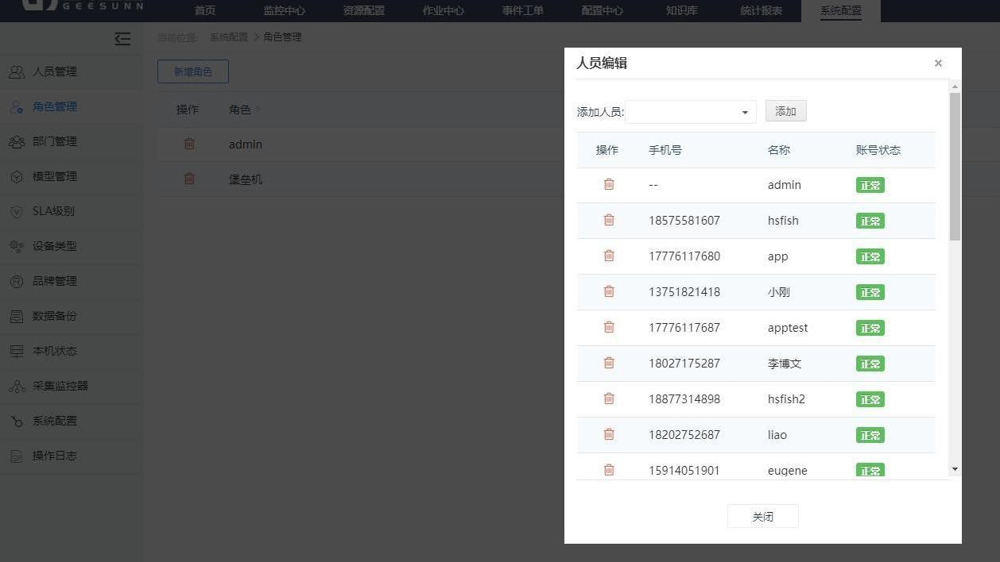 GEESUNN
首页 监控中心 资源配置 作业中心 事件工单 配置中心 知识库 统计报表 系统配置
当前位置: 系统配置 > 角色管理
人员管理
角色管理
部门管理
模型管理
SLA级别
设备类型
品牌管理
数据备份
本机状态
采集监控器
系统配置
操作日志
新增角色
操作 角色
admin
堡垒机
人员编辑 ×
添加人员: 添加
操作 手机号 名称 账号状态
-- admin 正常
18575581607 hsfish 正常
17776117680 app 正常
13751821418 小刚 正常
17776117687 apptest 正常
18027175287 李博文 正常
18877314898 hsfish2 正常
18202752687 liao 正常
15914051901 eugene 正常
关闭